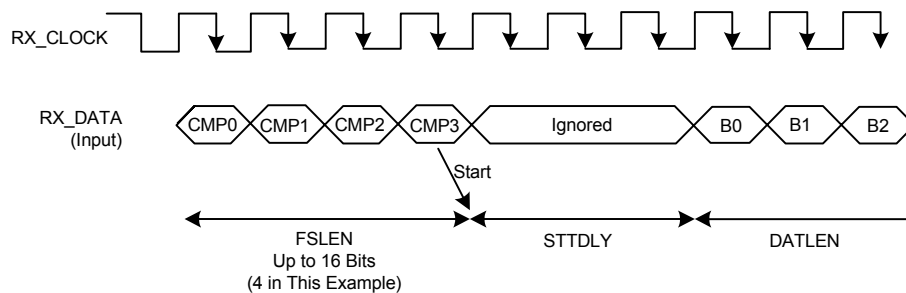 RX_CLOCK
RX_DATA
(Input)
CMP0 CMP1 CMP2 CMP3 Ignored B0 B1 B2
Start
FSLEN
Up to 16 Bits
(4 in This Example)
STTDLY
DATLEN